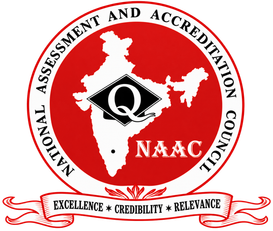 NATIONAL ASSESSMENT AND ACCREDITATION COUNCIL
Q
NAAC
EXCELLENCE * CREDIBILITY * RELEVANCE